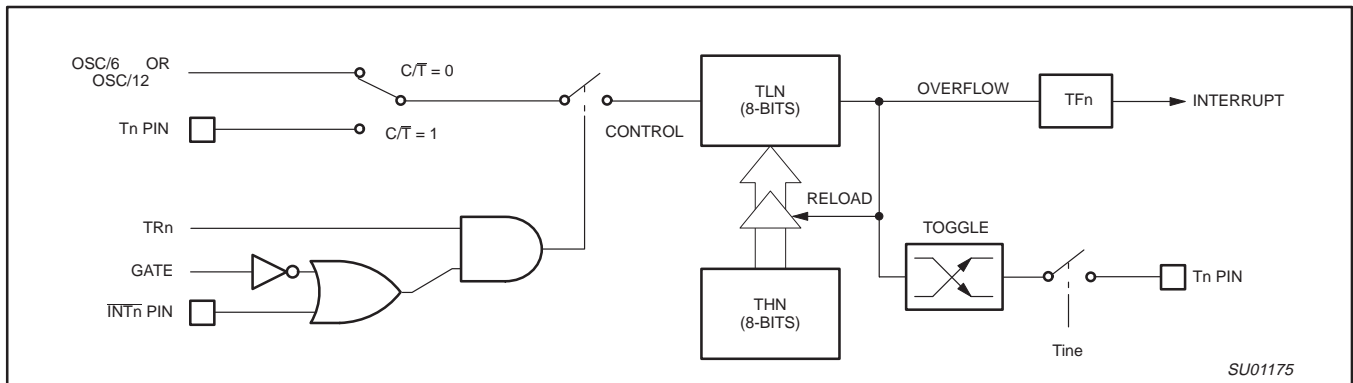 OSC/6 OR
OSC/12
C/T̅ = 0
Tn PIN
C/T̅ = 1
CONTROL
TLN
(8-BITS)
OVERFLOW
TFn
INTERRUPT
RELOAD
TRn
GATE
I̅N̅T̅n̅ PIN
THN
(8-BITS)
TOGGLE
Tn PIN
Tine
SU01175